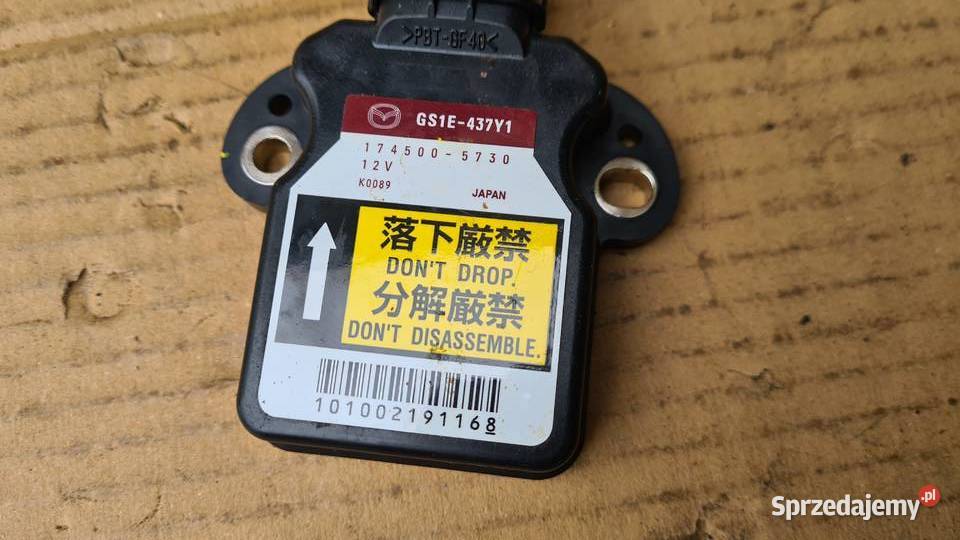 >PBT-GF40<
GS1E-437Y1
174500-5730
12V
K0089 JAPAN
落下厳禁
DON'T DROP.
分解厳禁
DON'T DISASSEMBLE.
101002191168
Sprzedajemy.pl